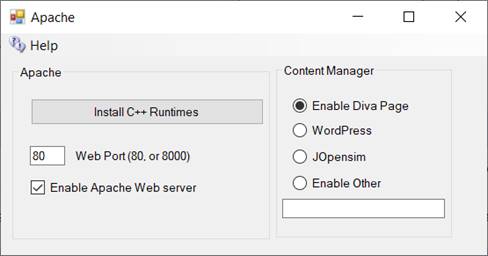 Apache
Help
Apache
Install C++ Runtimes
80
Web Port (80, or 8000)
Enable Apache Web server
Content Manager
Enable Diva Page
WordPress
JOpensim
Enable Other